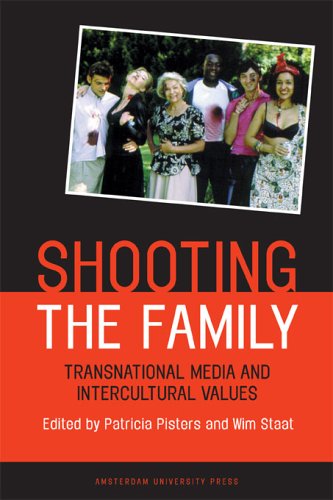 SHOOTING
THE FAMILY
TRANSNATIONAL MEDIA AND
INTERCULTURAL VALUES
Edited by Patricia Pisters and Wim Staat
AMSTERDAM UNIVERSITY PRESS